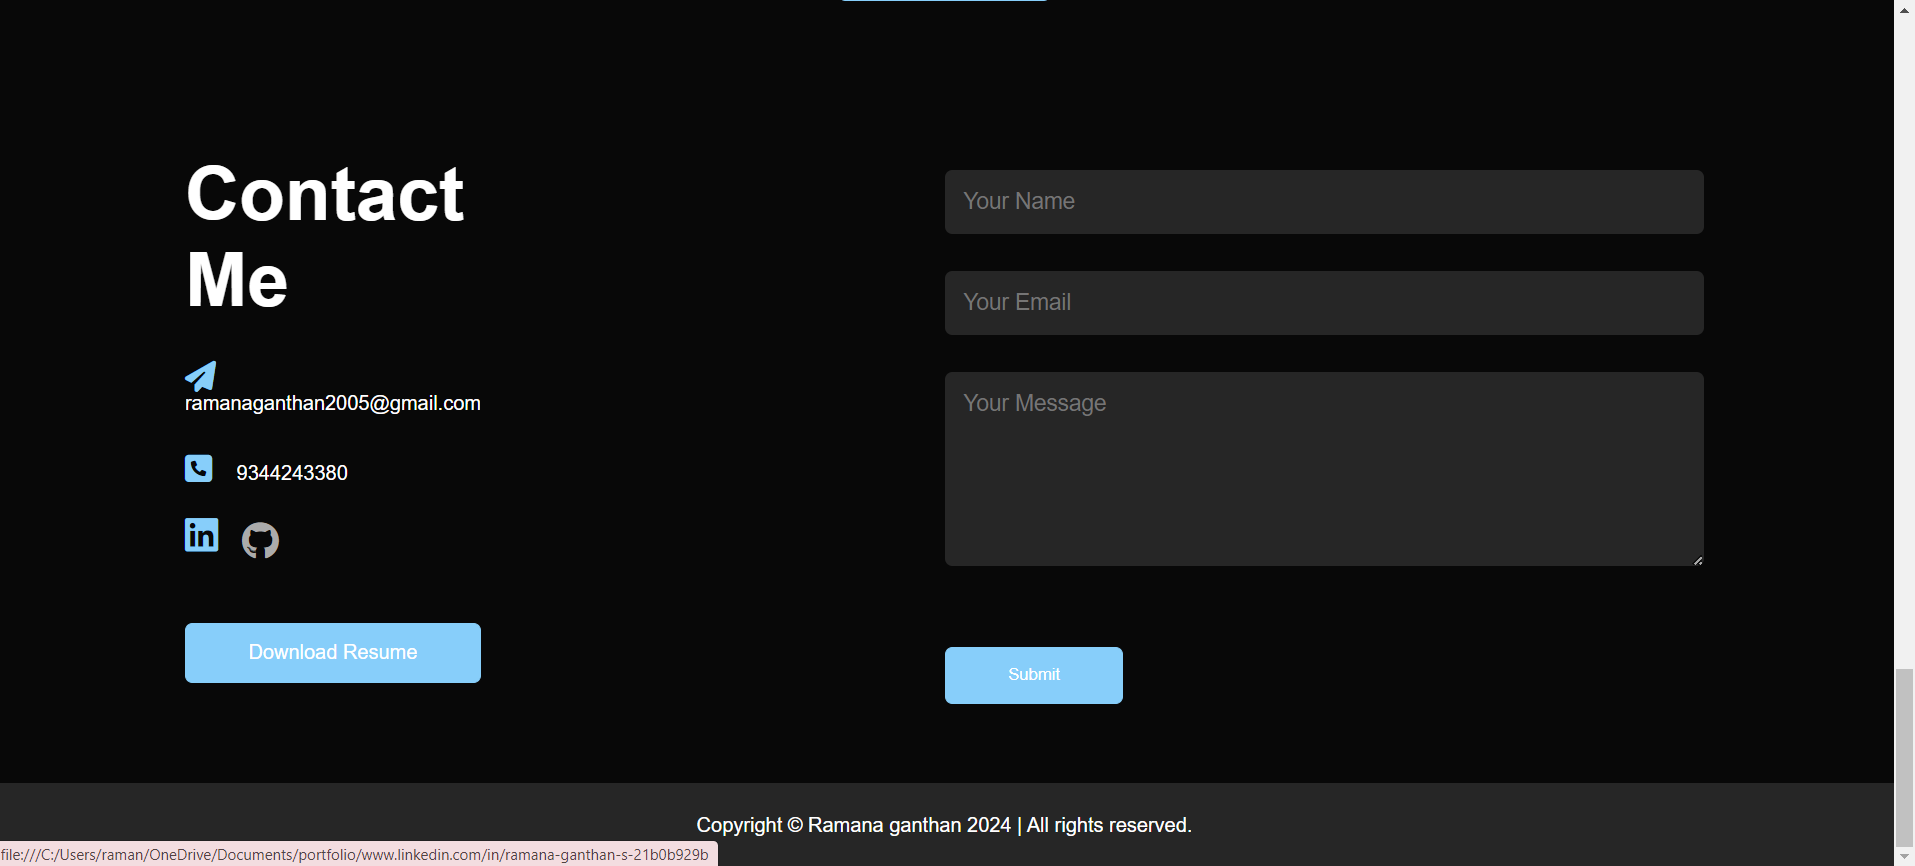 Contact
Me
ramanaganthan2005@gmail.com
9344243380
in
Download Resume
Your Name
Your Email
Your Message
Submit
Copyright © Ramana ganthan 2024 | All rights reserved.
file:///C:/Users/raman/OneDrive/Documents/portfolio/www.linkedin.com/in/ramana-ganthan-s-21b0b929b